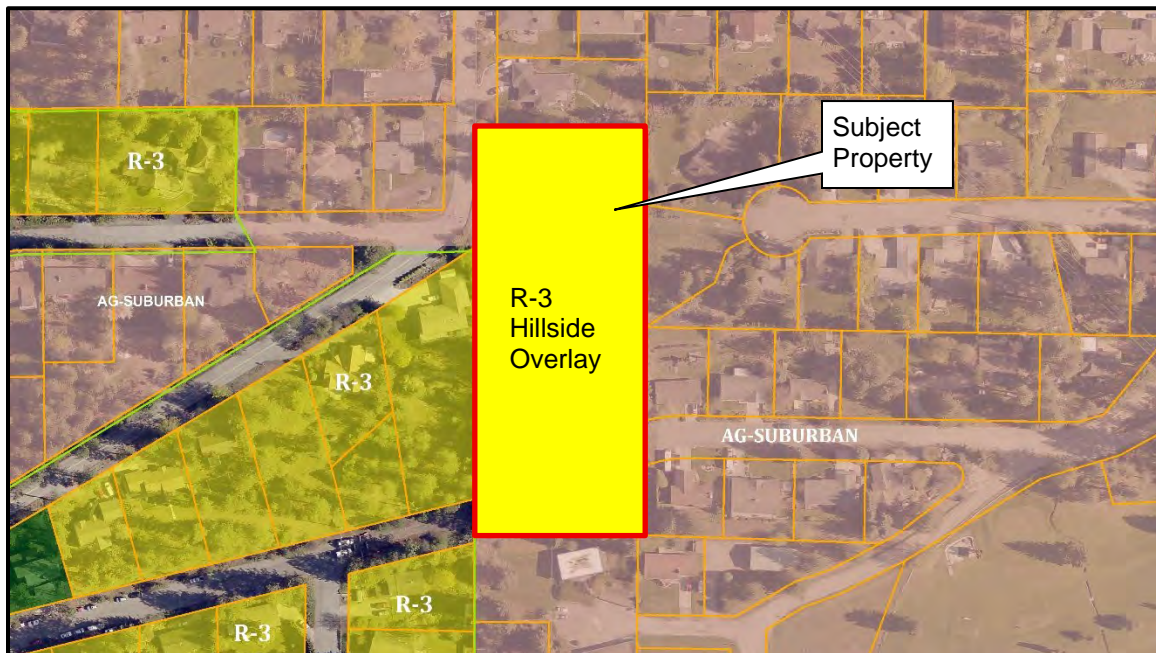 Subject
Property
R-3
R-3
Hillside
Overlay
AG-SUBURBAN
R-3
AG-SUBURBAN
R-3
R-3